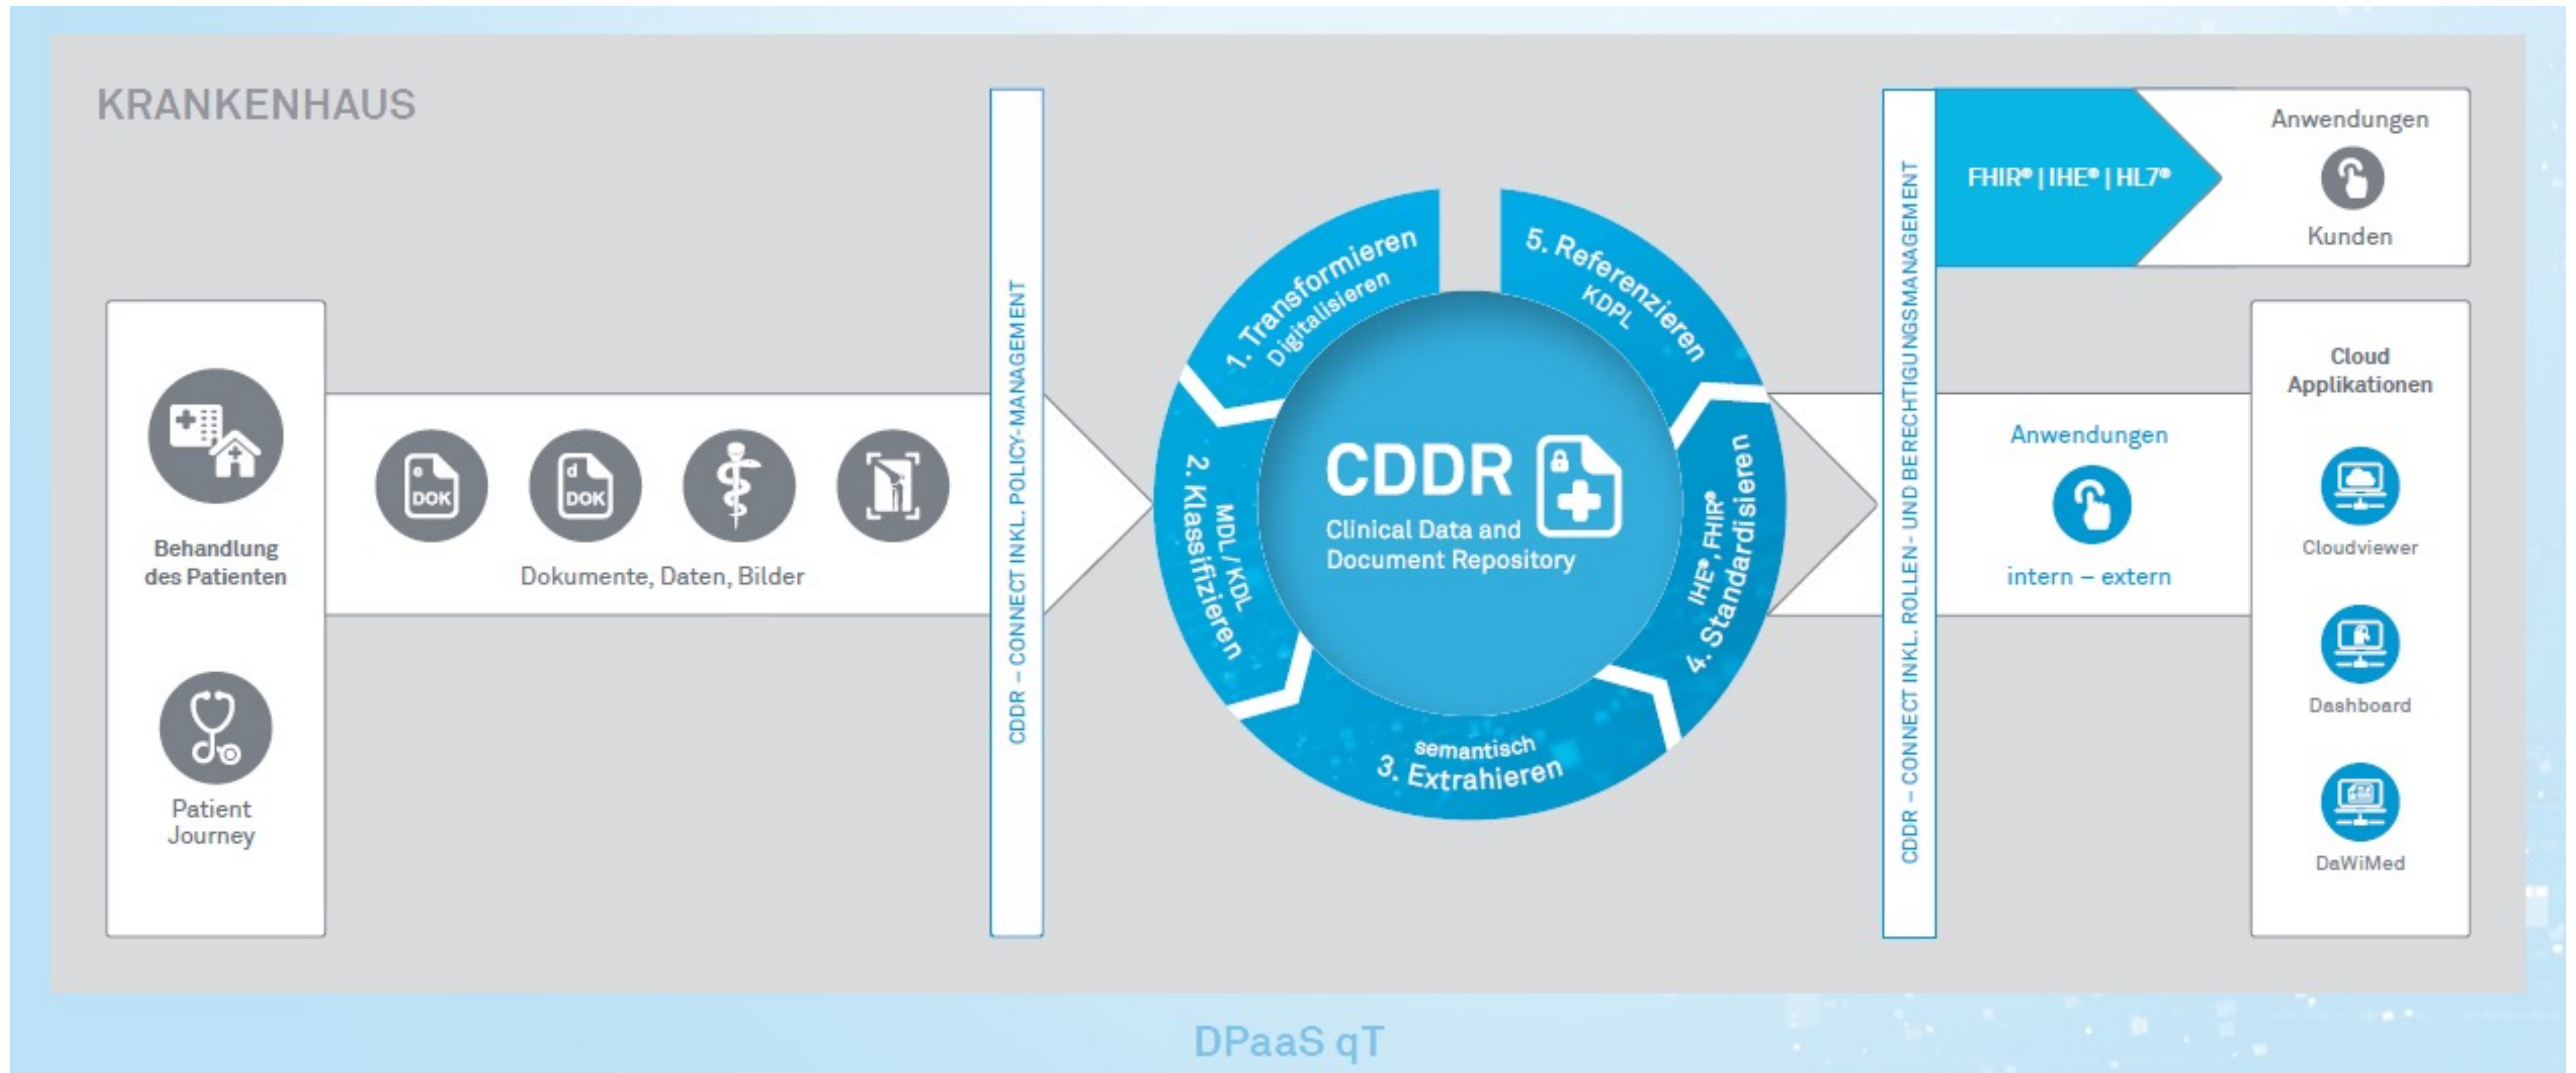 KRANKENHAUS
Behandlung
des Patienten
Patient
Journey
e
DOK
d
DOK
Dokumente, Daten, Bilder
CDDR – CONNECT INKL. POLICY-MANAGEMENT
1. Transformieren
Digitalisieren
2. Klassifizieren
MDL / KDL
semantisch
3. Extrahieren
IHE®, FHIR®
4. Standardisieren
5. Referenzieren
KDPL
CDDR
Clinical Data and
Document Repository
CDDR – CONNECT INKL. ROLLEN- UND BERECHTIGUNGSMANAGEMENT
FHIR® | IHE® | HL7®
Anwendungen
Kunden
Anwendungen
intern – extern
Cloud
Applikationen
Cloudviewer
Dashboard
DaWiMed
DPaaS qT